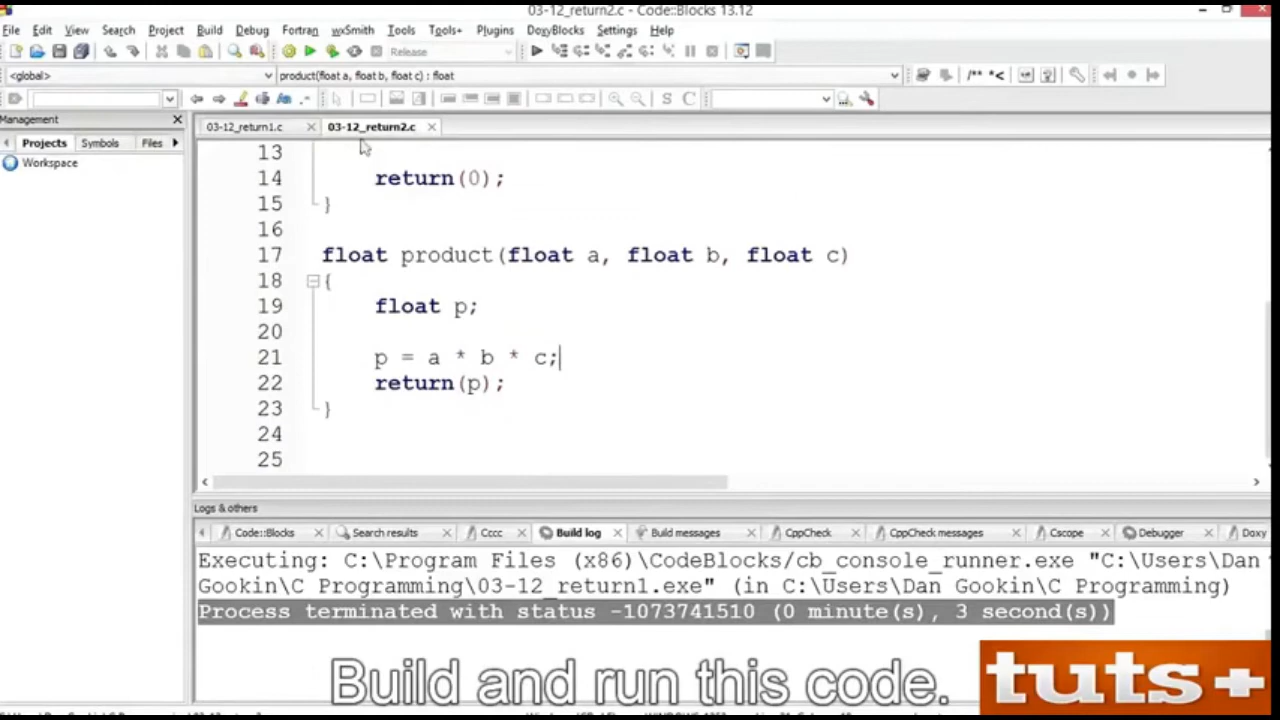 03-12_return2.c - Code::Blocks 13.12
File Edit View Search Project Build Debug Fortran wxSmith Tools Tools+ Plugins DoxyBlocks Settings Help
Release
<global> product(float a, float b, float c) : float
/** *<
S C
Management
03-12_return1.c 03-12_return2.c
Projects Symbols Files
Workspace
13
14 return(0);
15 }
16
17 float product(float a, float b, float c)
18 {
19 float p;
20
21 p = a * b * c;
22 return(p);
23 }
24
25
Logs & others
Code::Blocks Search results Cccc Build log Build messages CppCheck CppCheck messages Cscope Debugger Doxy
Executing: C:\Program Files (x86)\CodeBlocks/cb_console_runner.exe "C:\Users\Dan
Gookin\C Programming\03-12_return1.exe" (in C:\Users\Dan Gookin\C Programming)
Process terminated with status -1073741510 (0 minute(s), 3 second(s))
Build and run this code.
tuts+